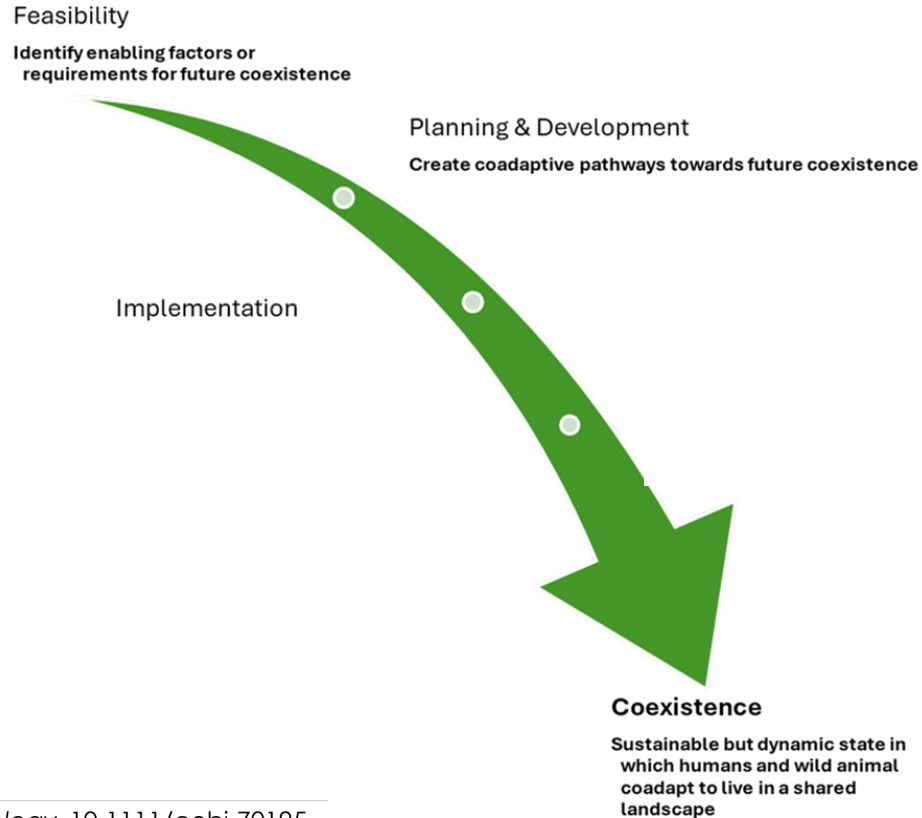 Feasibility
Identify enabling factors or
requirements for future coexistence
Planning & Development
Create coadaptive pathways towards future coexistence
Implementation
Coexistence
Sustainable but dynamic state in
which humans and wild animal
coadapt to live in a shared
landscape